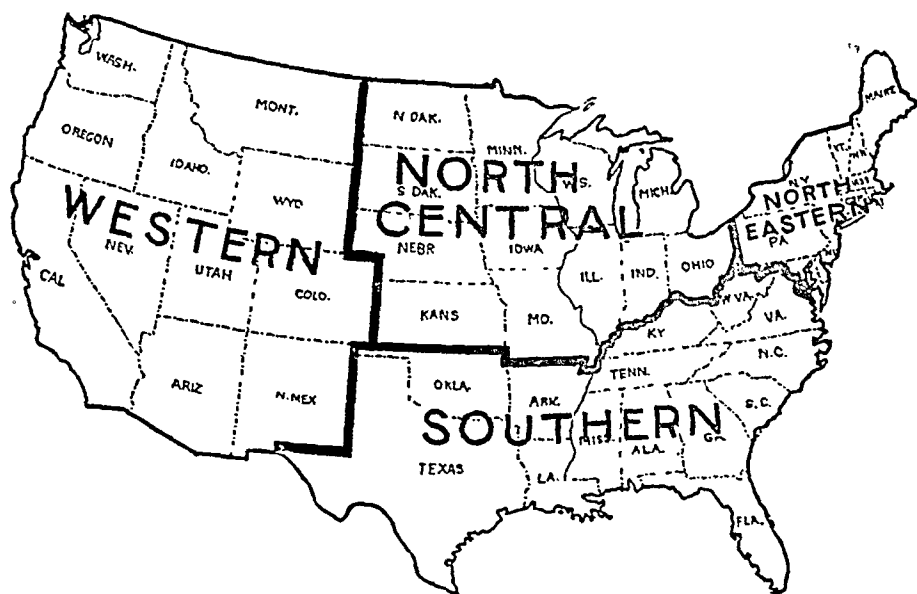 WASH.
OREGON
IDAHO.
MONT.
WYO
NEV.
UTAH
COLO.
CAL
ARIZ
N.MEX
WESTERN
N DAK.
S DAK.
NEBR
KANS
MINN.
IOWA
MO.
WIS.
ILL.
MICH
IND.
OHIO
NORTH
CENTRAL
MAINE
VT.
N.H.
N.Y.
PA
NORTH
EASTERN
OKLA.
TEXAS
ARK.
LA.
KY
TENN.
MISS
ALA.
GA.
FLA.
W VA.
VA.
N.C.
S.C.
SOUTHERN